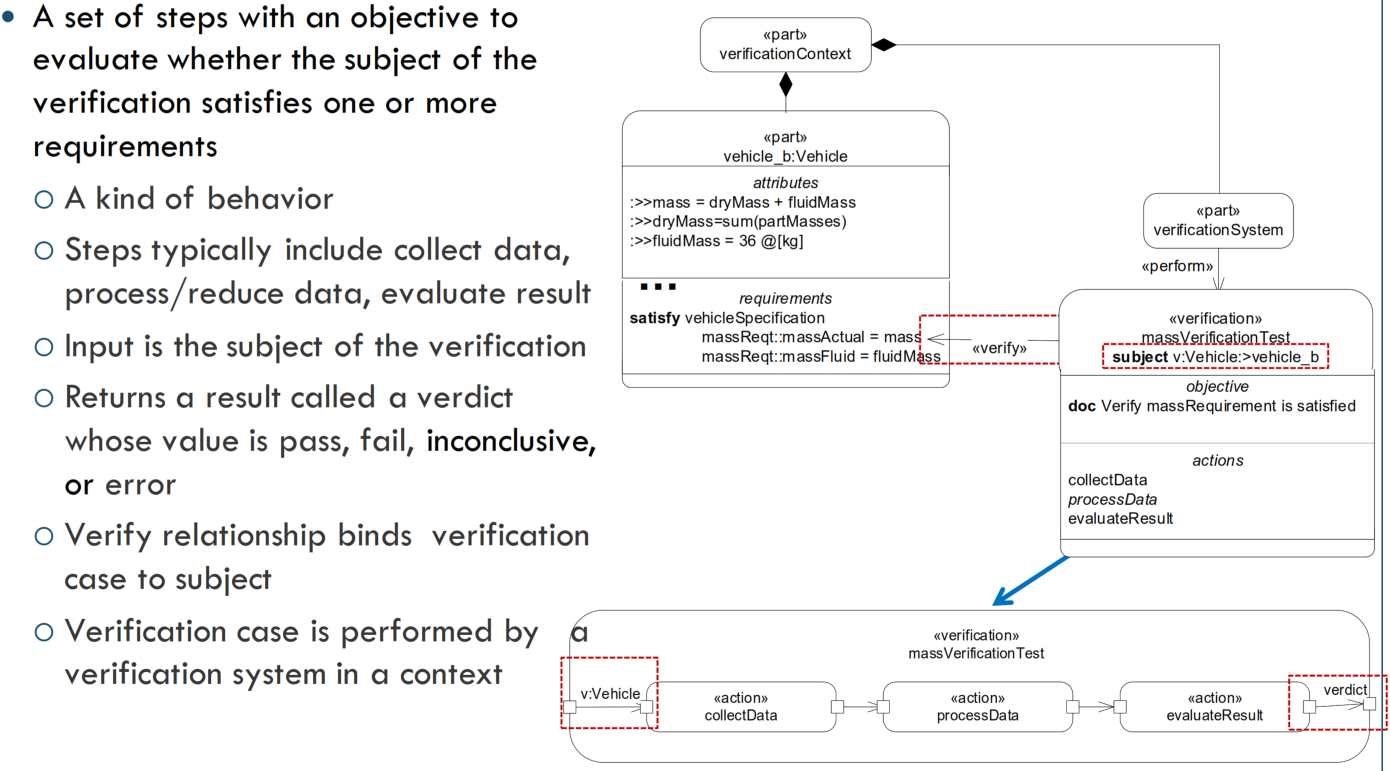 • A set of steps with an objective to
evaluate whether the subject of the
verification satisfies one or more
requirements
○ A kind of behavior
○ Steps typically include collect data,
process/reduce data, evaluate result
○ Input is the subject of the verification
○ Returns a result called a verdict
whose value is pass, fail, inconclusive,
or error
○ Verify relationship binds verification
case to subject
○ Verification case is performed by a
verification system in a context
«part»
verificationContext
«part»
vehicle_b:Vehicle
attributes
:>>mass = dryMass + fluidMass
:>>dryMass=sum(partMasses)
:>>fluidMass = 36 @[kg]
...
requirements
satisfy vehicleSpecification
massReqt::massActual = mass
massReqt::massFluid = fluidMass
«verify»
«part»
verificationSystem
«perform»
«verification»
massVerificationTest
subject v:Vehicle:>vehicle_b
objective
doc Verify massRequirement is satisfied
actions
collectData
processData
evaluateResult
«verification»
massVerificationTest
v:Vehicle
«action»
collectData
«action»
processData
«action»
evaluateResult
verdict